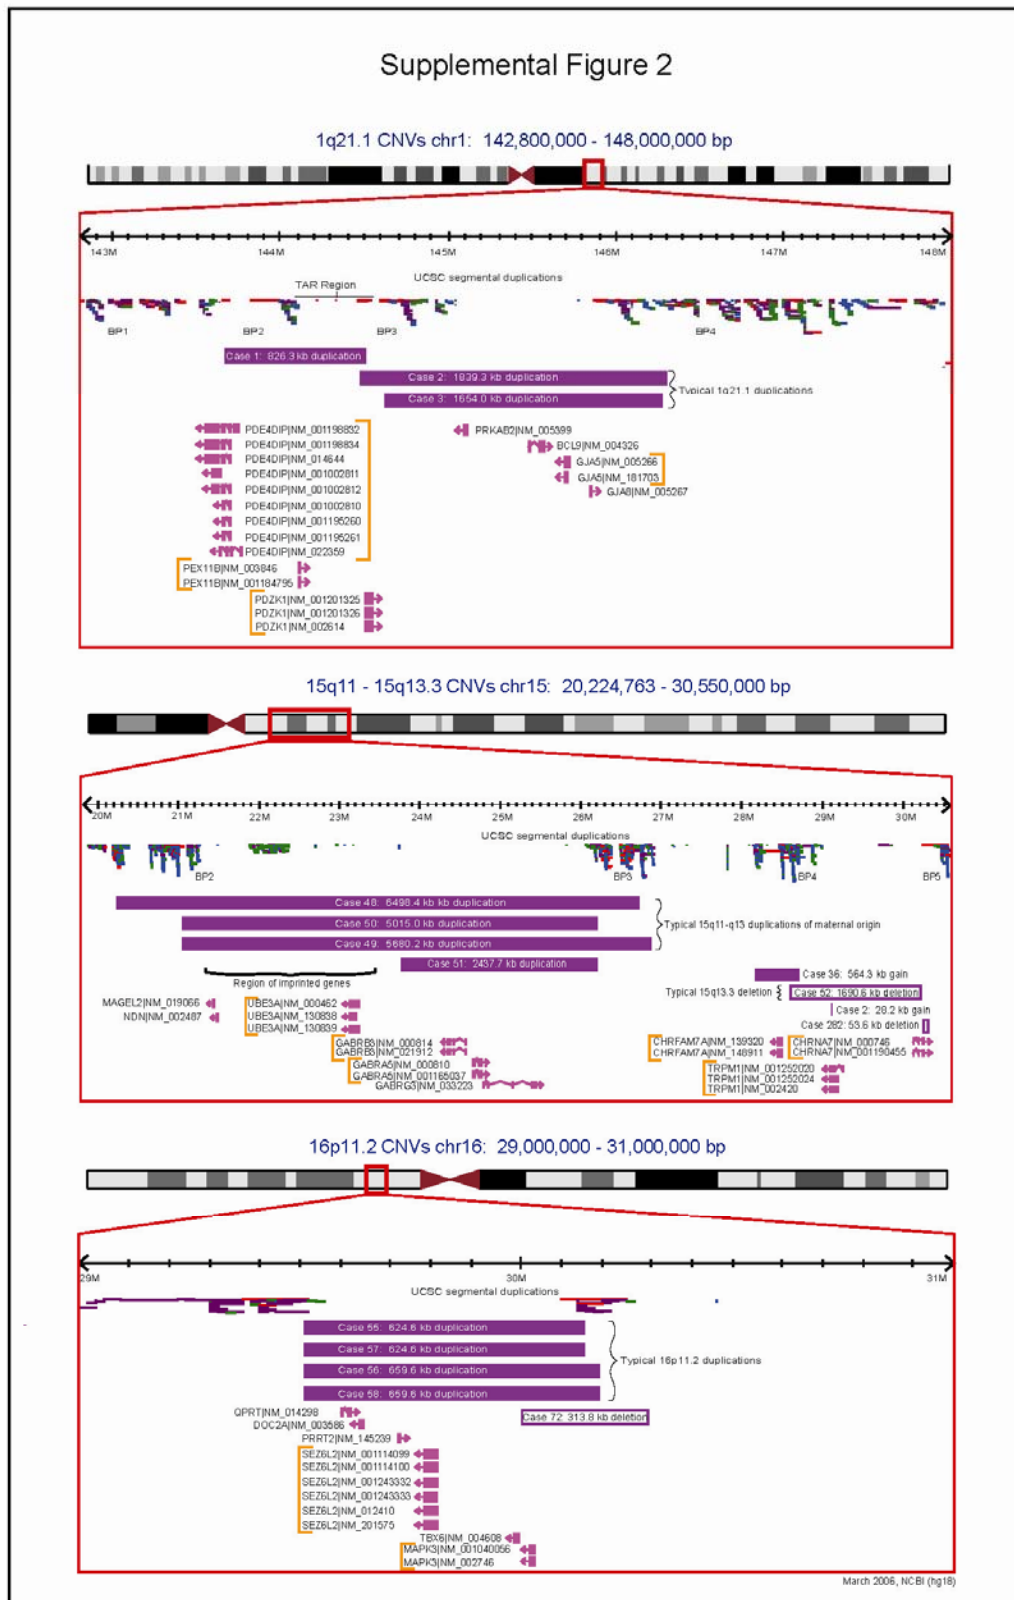 Supplemental Figure 2
1q21.1 CNVs chr1: 142,800,000 - 148,000,000 bp
143M 144M 145M 146M 147M 148M
UCSC segmental duplications
TAR Region
BP1 BP2 BP3 BP4
Case 1: 826.3 kb duplication
Case 2: 1839.3 kb duplication
Typical 1q21.1 duplications
Case 3: 1654.0 kb duplication
PDE4DIP|NM_001198832
PRKAB2|NM_005399
PDE4DIP|NM_001198834
BCL9|NM_004326
PDE4DIP|NM_014644
GJA5|NM_005266
PDE4DIP|NM_001002811
GJA5|NM_181703
PDE4DIP|NM_001002812
GJA8|NM_005267
PDE4DIP|NM_001002810
PDE4DIP|NM_001195260
PDE4DIP|NM_001195261
PDE4DIP|NM_022359
PEX11B|NM_003846
PEX11B|NM_001184795
PDZK1|NM_001201325
PDZK1|NM_001201326
PDZK1|NM_002614
15q11 - 15q13.3 CNVs chr15: 20,224,763 - 30,550,000 bp
20M 21M 22M 23M 24M 25M 26M 27M 28M 29M 30M
UCSC segmental duplications
BP2 BP3 BP4 BP5
Case 48: 6498.4 kb kb duplication
Case 50: 5015.0 kb duplication
Typical 15q11-q13 duplications of maternal origin
Case 49: 5680.2 kb duplication
Case 51: 2437.7 kb duplication
Region of imprinted genes
Case 36: 564.3 kb gain
Typical 15q13.3 deletion
Case 52: 1690.6 kb deletion
MAGEL2|NM_019066
UBE3A|NM_000462
Case 2: 28.2 kb gain
NDN|NM_002487
UBE3A|NM_130838
Case 282: 53.6 kb deletion
UBE3A|NM_130839
GABRB3|NM_000814
CHRFAM7A|NM_139320
CHRNA7|NM_000746
GABRB3|NM_021912
CHRFAM7A|NM_148911
CHRNA7|NM_001190455
GABRA5|NM_000810
TRPM1|NM_001252020
GABRA5|NM_001165037
TRPM1|NM_001252024
GABRG3|NM_033223
TRPM1|NM_002420
16p11.2 CNVs chr16: 29,000,000 - 31,000,000 bp
29M 30M 31M
UCSC segmental duplications
Case 55: 624.6 kb duplication
Case 57: 624.6 kb duplication
Typical 16p11.2 duplications
Case 56: 659.6 kb duplication
Case 58: 659.6 kb duplication
QPRT|NM_014298
Case 72: 313.8 kb deletion
DOC2A|NM_003586
PRRT2|NM_145239
SEZ6L2|NM_001114099
SEZ6L2|NM_001114100
SEZ6L2|NM_001243332
SEZ6L2|NM_001243333
SEZ6L2|NM_012410
SEZ6L2|NM_201575
TBX6|NM_004608
MAPK3|NM_001040056
MAPK3|NM_002746
March 2006, NCBI (hg18)